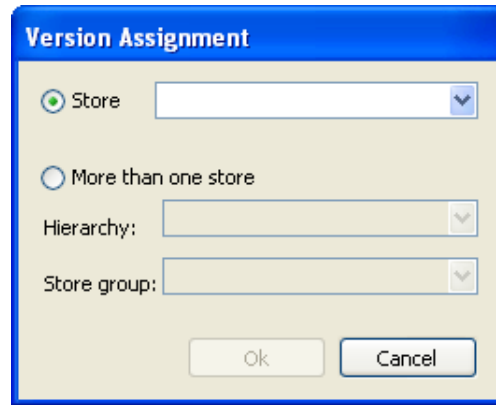 Version Assignment
Store
More than one store
Hierarchy:
Store group:
Ok Cancel